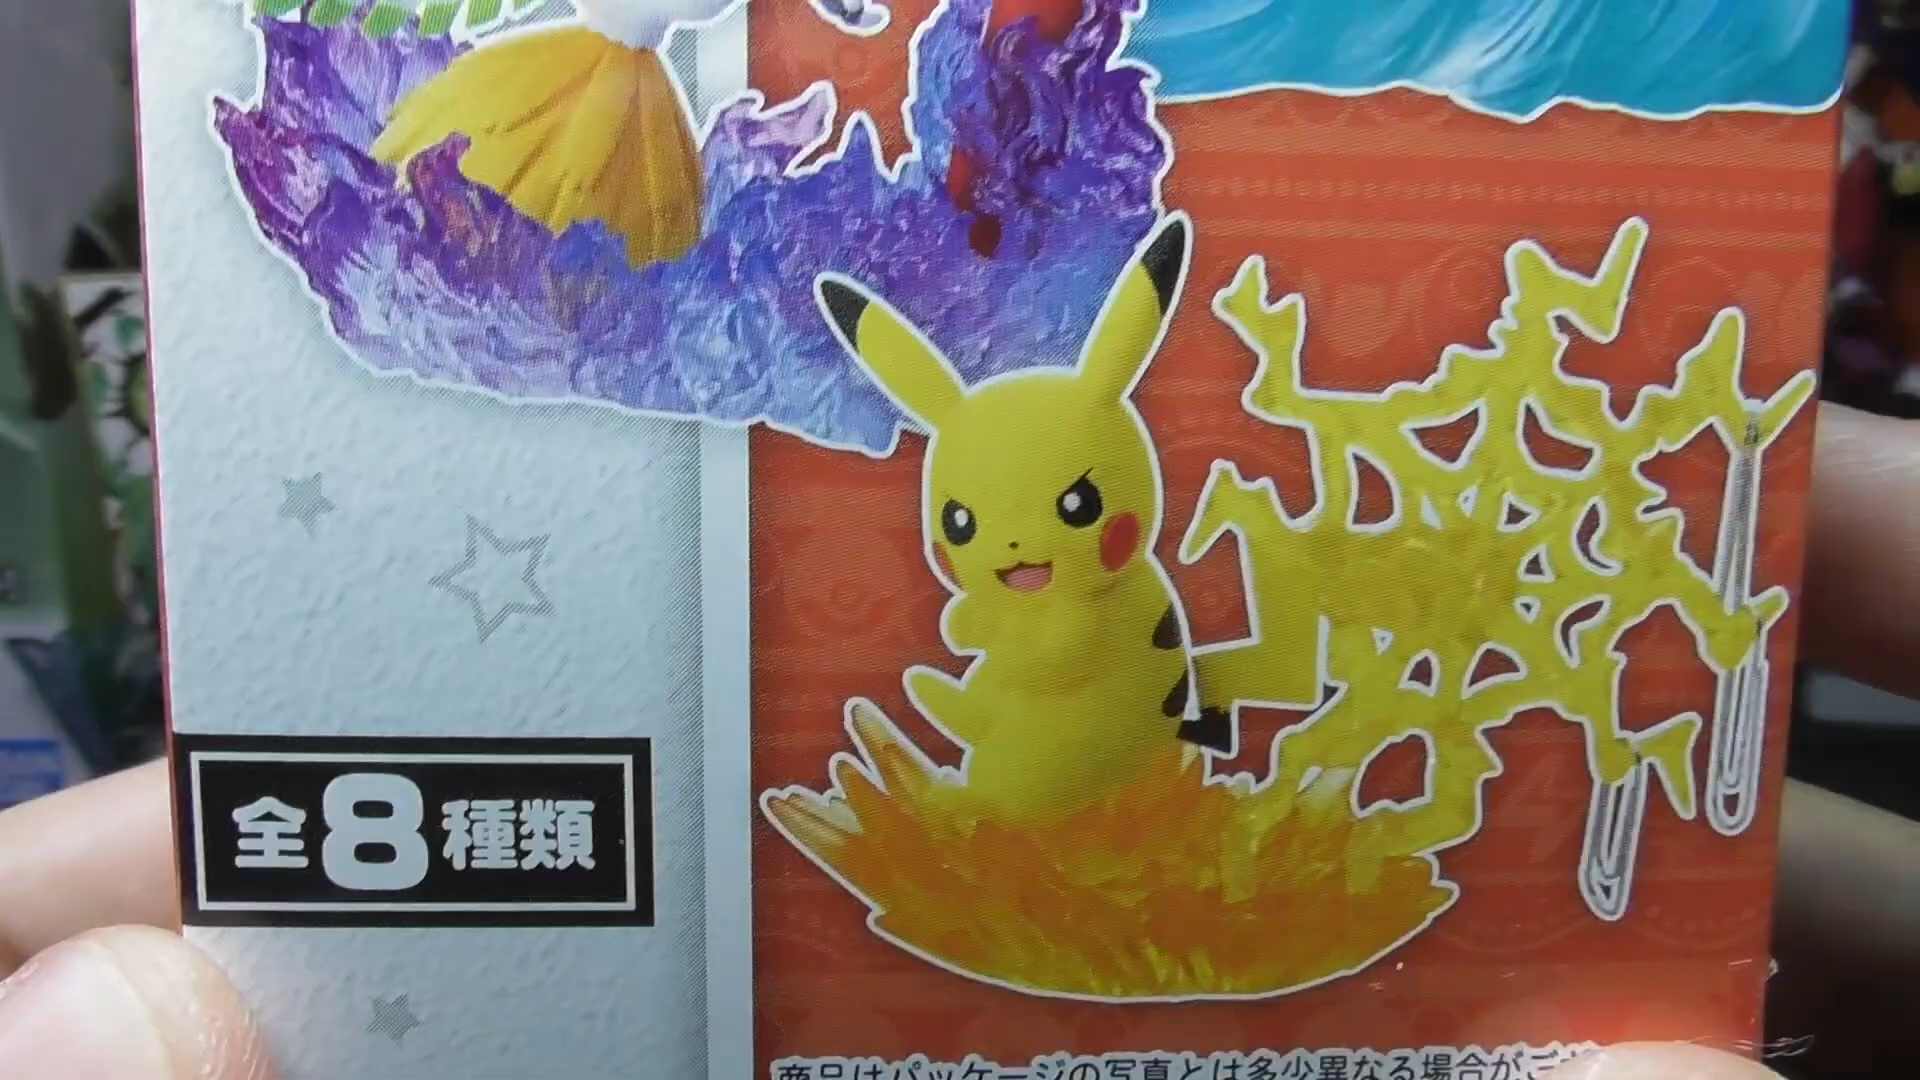 全8種類
商品はパッケージの写真とは多少異なる場合がご